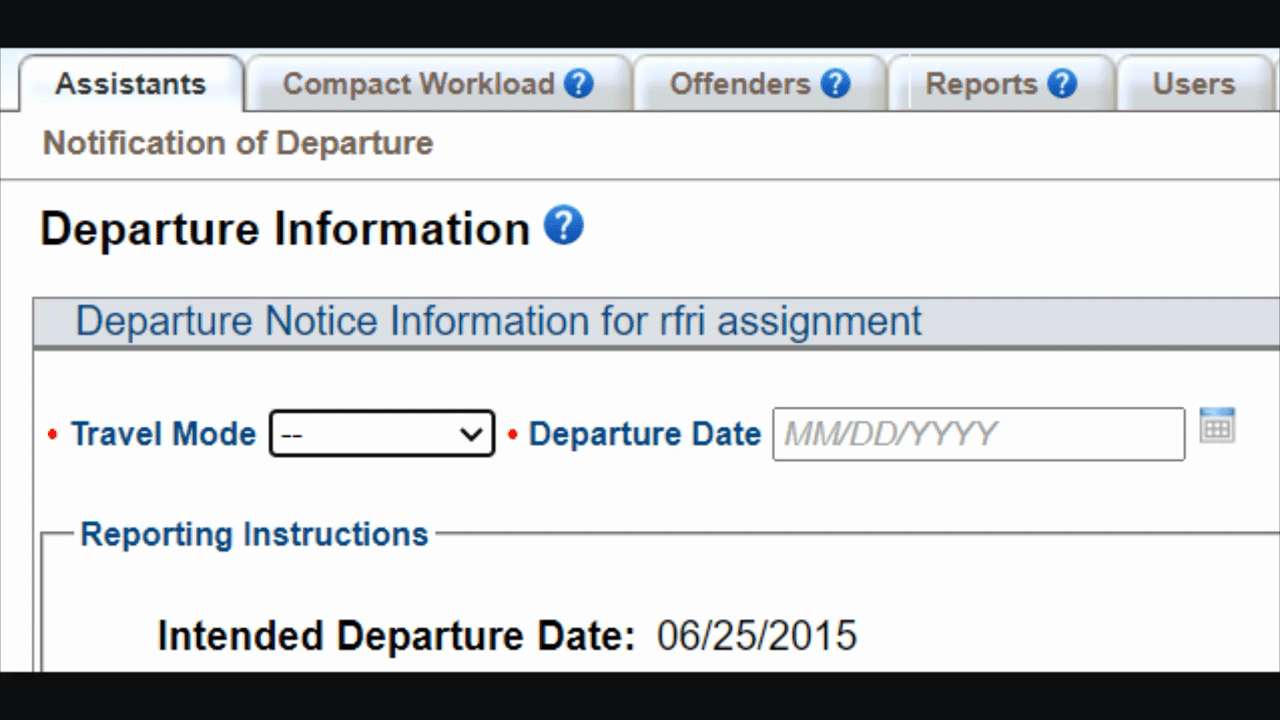 Assistants Compact Workload ? Offenders ? Reports ? Users
Notification of Departure
Departure Information ?
Departure Notice Information for rfri assignment
• Travel Mode -- • Departure Date MM/DD/YYYY
Reporting Instructions
Intended Departure Date: 06/25/2015